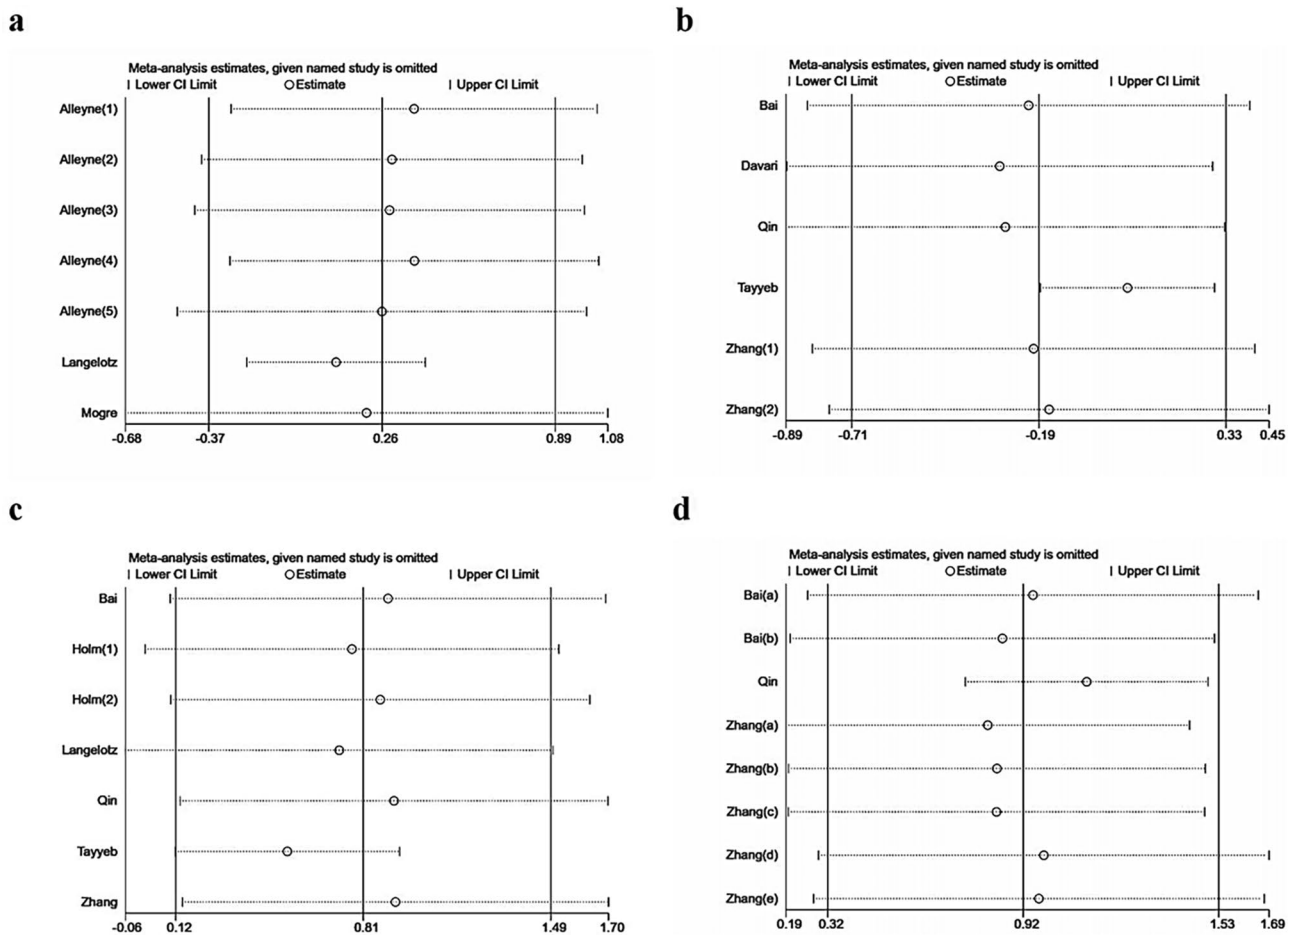 a
Meta-analysis estimates, given named study is omitted
Lower CI Limit Estimate Upper CI Limit
Alleyne(1)
Alleyne(2)
Alleyne(3)
Alleyne(4)
Alleyne(5)
Langelotz
Mogre
-0.68 -0.37 0.26 0.89 1.08
b
Meta-analysis estimates, given named study is omitted
Lower CI Limit Estimate Upper CI Limit
Bai
Davari
Qin
Tayyeb
Zhang(1)
Zhang(2)
-0.89 -0.71 -0.19 0.33 0.45
c
Meta-analysis estimates, given named study is omitted
Lower CI Limit Estimate Upper CI Limit
Bai
Holm(1)
Holm(2)
Langelotz
Qin
Tayyeb
Zhang
-0.06 0.12 0.81 1.49 1.70
d
Meta-analysis estimates, given named study is omitted
Lower CI Limit Estimate Upper CI Limit
Bai(a)
Bai(b)
Qin
Zhang(a)
Zhang(b)
Zhang(c)
Zhang(d)
Zhang(e)
0.19 0.32 0.92 1.53 1.69